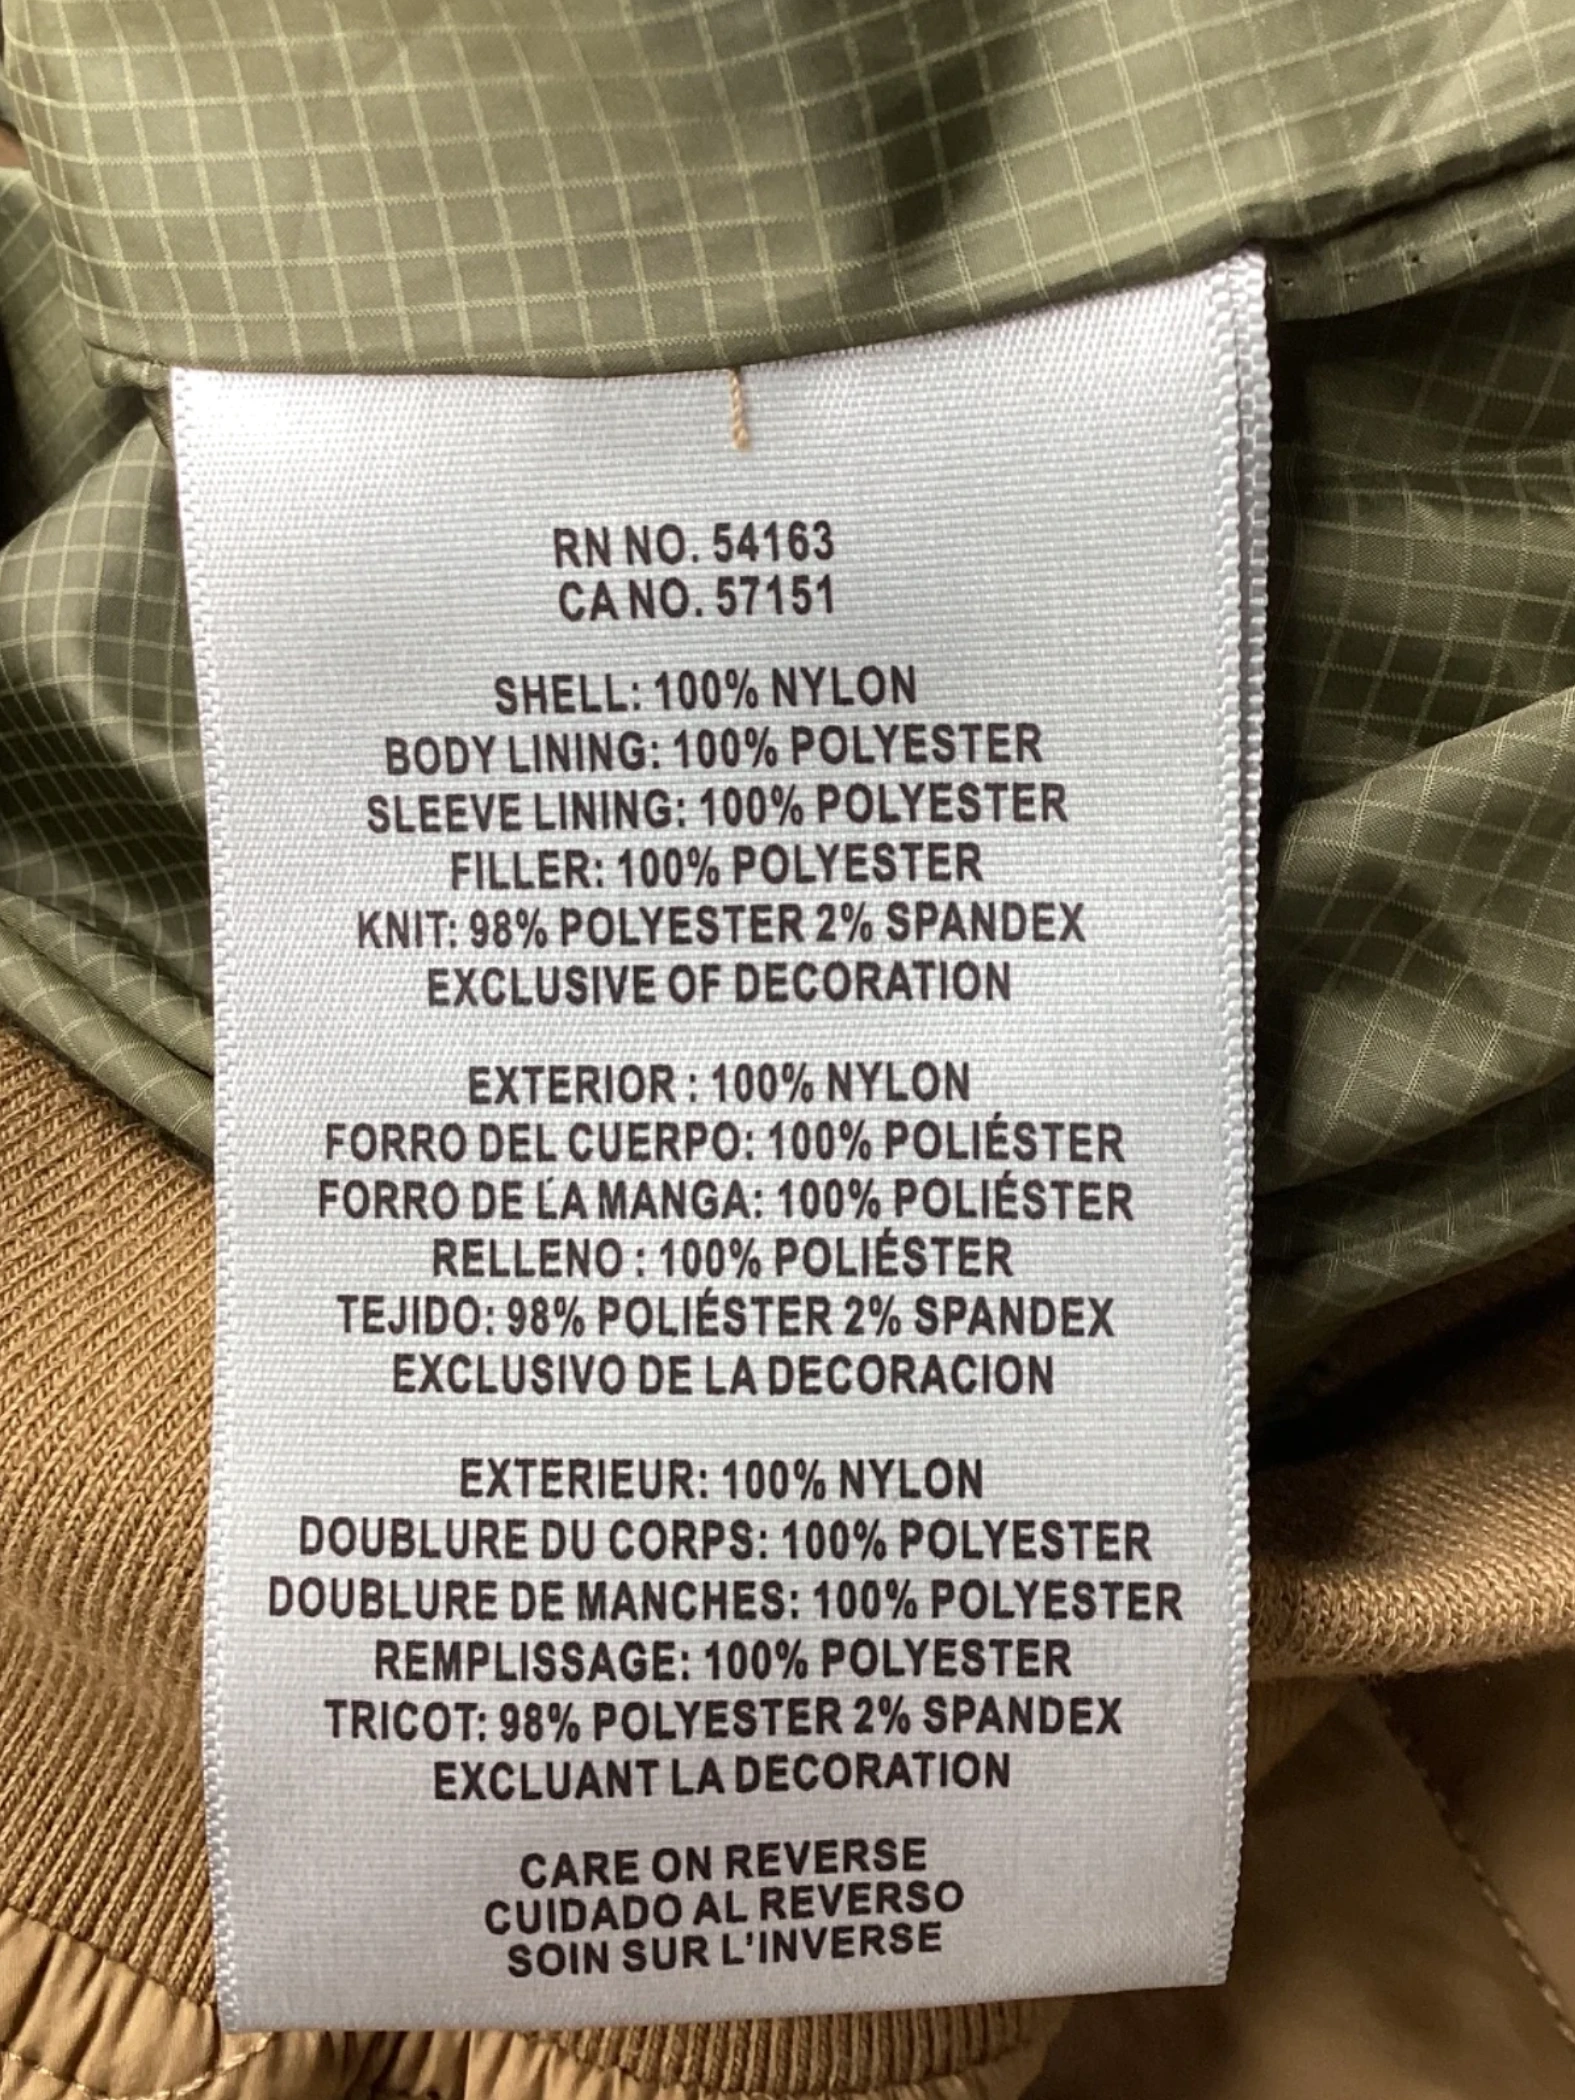 RN NO. 54163
CA NO. 57151
SHELL: 100% NYLON
BODY LINING: 100% POLYESTER
SLEEVE LINING: 100% POLYESTER
FILLER: 100% POLYESTER
KNIT: 98% POLYESTER 2% SPANDEX
EXCLUSIVE OF DECORATION
EXTERIOR : 100% NYLON
FORRO DEL CUERPO: 100% POLIÉSTER
FORRO DE LA MANGA: 100% POLIÉSTER
RELLENO : 100% POLIÉSTER
TEJIDO: 98% POLIÉSTER 2% SPANDEX
EXCLUSIVO DE LA DECORACION
EXTERIEUR: 100% NYLON
DOUBLURE DU CORPS: 100% POLYESTER
DOUBLURE DE MANCHES: 100% POLYESTER
REMPLISSAGE: 100% POLYESTER
TRICOT: 98% POLYESTER 2% SPANDEX
EXCLUANT LA DECORATION
CARE ON REVERSE
CUIDADO AL REVERSO
SOIN SUR L'INVERSE